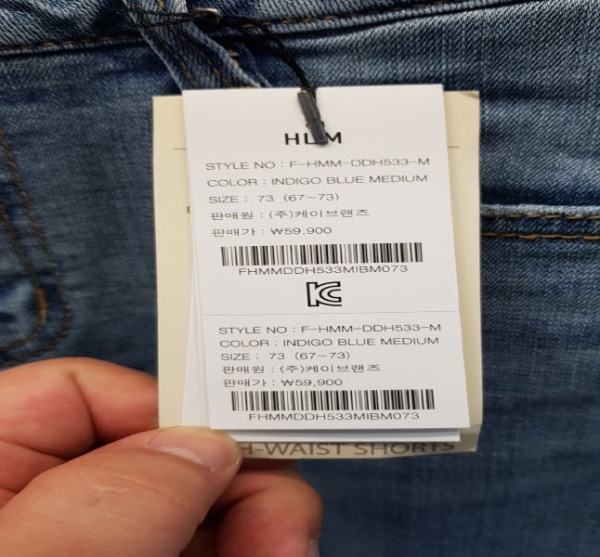 HLM
STYLE NO : F-HMM-DDH533-M
COLOR : INDIGO BLUE MEDIUM
SIZE : 73 (67~73)
판매원 : (주)케이브랜즈
판매가 : ₩59,900
FHMMDDH533MIBM073
STYLE NO : F-HMM-DDH533-M
COLOR : INDIGO BLUE MEDIUM
SIZE : 73 (67~73)
판매원 : (주)케이브랜즈
판매가 : ₩59,900
FHMMDDH533MIBM073
H-WAIST SHORTS